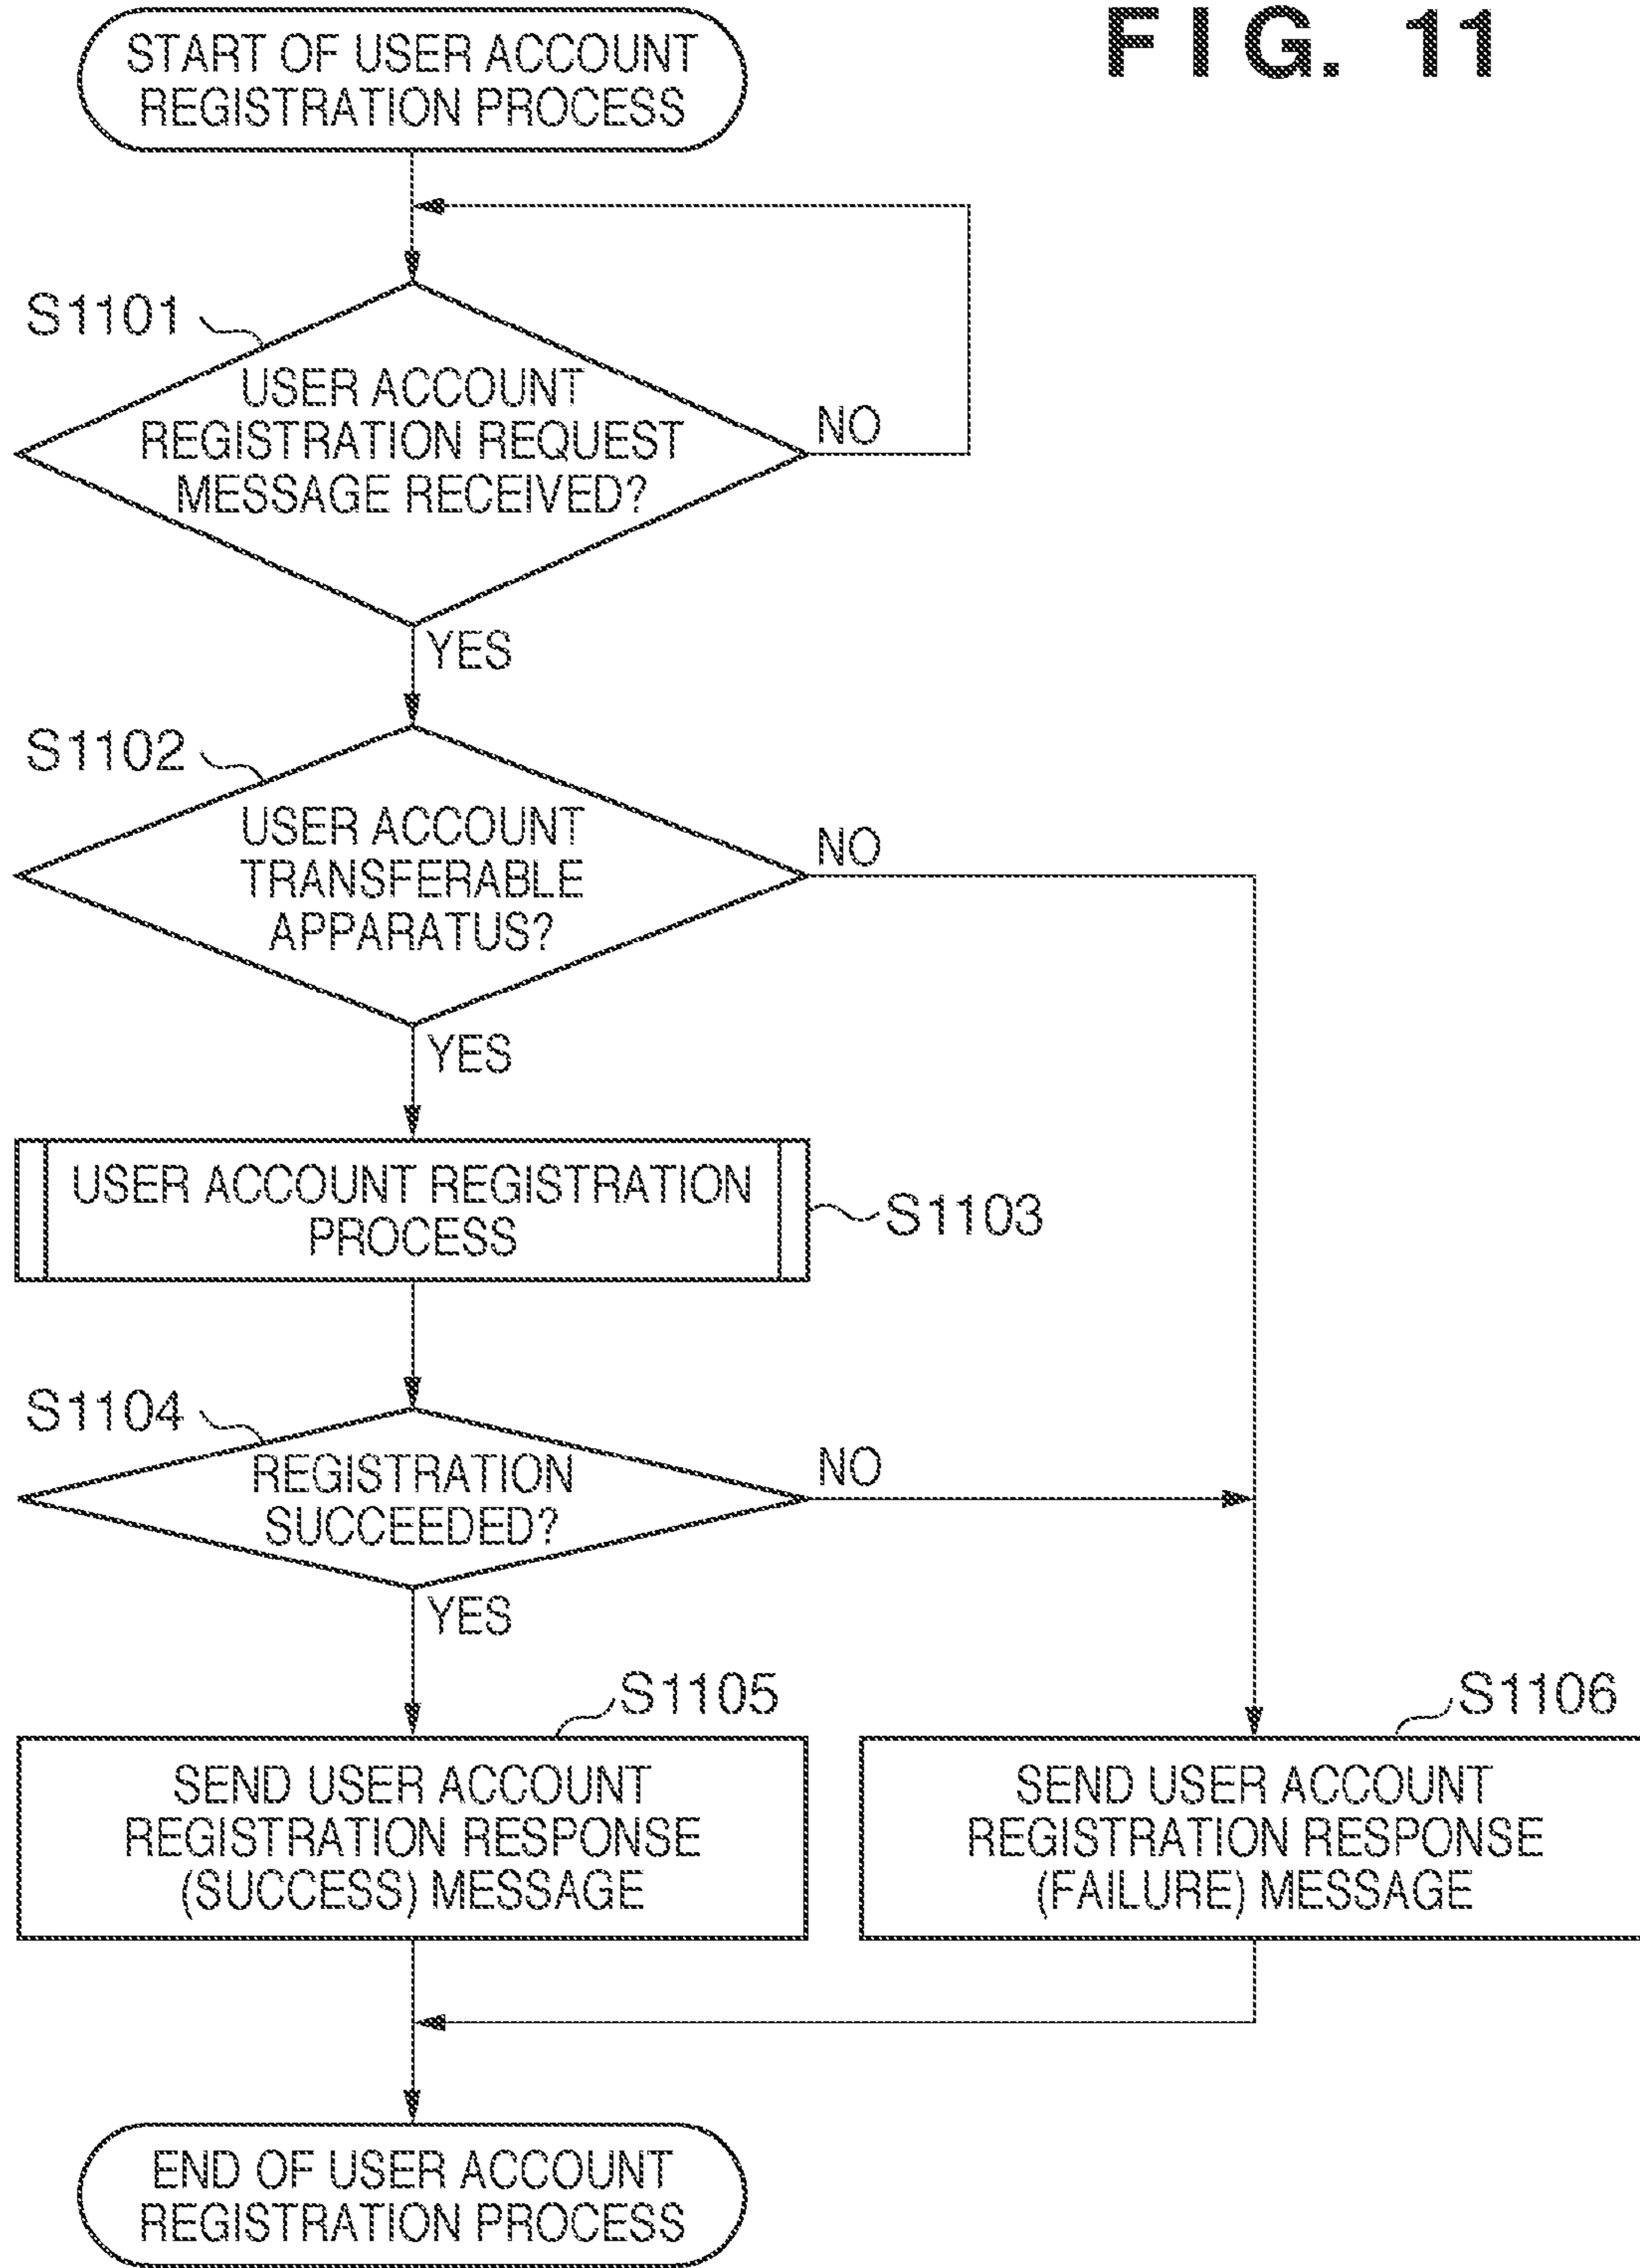 FIG. 11
START OF USER ACCOUNT
REGISTRATION PROCESS
S1101
USER ACCOUNT
REGISTRATION REQUEST
MESSAGE RECEIVED?
NO
YES
S1102
USER ACCOUNT
TRANSFERABLE
APPARATUS?
NO
YES
USER ACCOUNT REGISTRATION
PROCESS
S1103
S1104
REGISTRATION
SUCCEEDED?
NO
YES
S1105
SEND USER ACCOUNT
REGISTRATION RESPONSE
(SUCCESS) MESSAGE
S1106
SEND USER ACCOUNT
REGISTRATION RESPONSE
(FAILURE) MESSAGE
END OF USER ACCOUNT
REGISTRATION PROCESS